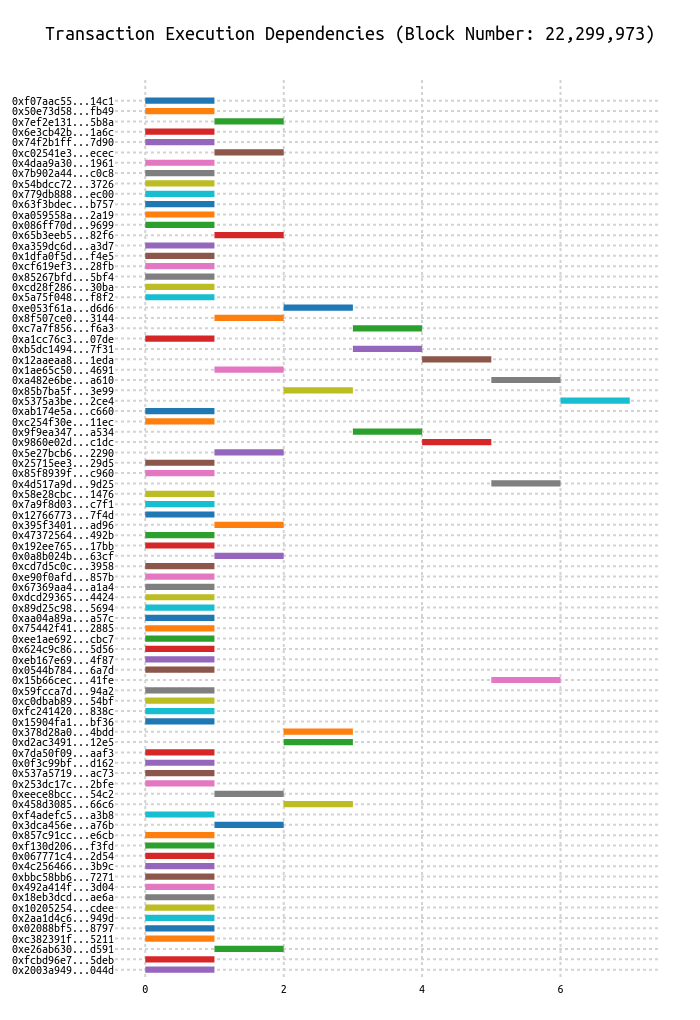 Transaction Execution Dependencies (Block Number: 22,299,973)
0xf07aac55...14c1
0x50e73d58...fb49
0x7ef2e131...5b8a
0x6e3cb42b...1a6c
0x74f2b1ff...7d90
0xc02541e3...ecec
0x4daa9a30...1961
0x7b902a44...c0c8
0x54bdcc72...3726
0x779db888...ec00
0x63f3bdec...b757
0xa059558a...2a19
0x086ff70d...9699
0x65b3eeb5...82f6
0xa359dc6d...a3d7
0x1dfa0f5d...f4e5
0xcf619ef3...28fb
0x85267bfd...5bf4
0xcd28f286...30ba
0x5a75f048...f8f2
0xe053f61a...d6d6
0x8f507ce0...3144
0xc7a7f856...f6a3
0xa1cc76c3...07de
0xb5dc1494...7f31
0x12aaeaa8...1eda
0x1ae65c50...4691
0xa482e6be...a610
0x85b7ba5f...3e99
0x5375a3be...2ce4
0xab174e5a...c660
0xc254f30e...11ec
0x9f9ea347...a534
0x9860e02d...c1dc
0x5e27bcb6...2290
0x25715ee3...29d5
0x85f8939f...c960
0x4d517a9d...9d25
0x58e28cbc...1476
0x7a9f8d03...c7f1
0x12766773...7f4d
0x395f3401...ad96
0x47372564...492b
0x192ee765...17bb
0x0a8b024b...63cf
0xcd7d5c0c...3958
0xe90f0afd...857b
0x67369aa4...a1a4
0xdcd29365...4424
0x89d25c98...5694
0xaa04a89a...a57c
0x75442f41...2885
0xee1ae692...cbc7
0x624c9c86...5d56
0xeb167e69...4f87
0x0544b784...6a7d
0x15b66cec...41fe
0x59fcca7d...94a2
0xc0dbab89...54bf
0xfc241420...838c
0x15904fa1...bf36
0x378d28a0...4bdd
0xd2ac3491...12e5
0x7da50f09...aaf3
0x0f3c99bf...d162
0x537a5719...ac73
0x253dc17c...2bfe
0xeece8bcc...54c2
0x458d3085...66c6
0xf4adefc5...a3b8
0x3dca456e...a76b
0x857c91cc...e6cb
0xf130d206...f3fd
0x067771c4...2d54
0x4c256466...3b9c
0xbbc58bb6...7271
0x492a414f...3d04
0x18eb3dcd...ae6a
0x10205254...cdee
0x2aa1d4c6...949d
0x02088bf5...8797
0xc382391f...5211
0xe26ab630...d591
0xfcbd96e7...5deb
0x2003a949...044d
0 2 4 6